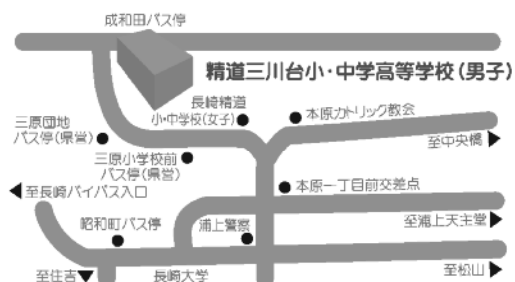 成和田バス停
精道三川台小・中学高等学校(男子)
長崎精道
小・中学校(女子)
本原カトリック教会
三原団地
バス停(県営)
至中央橋▶
三原小学校前
バス停(県営)
◀至長崎バイパス入口
本原一丁目前交差点
昭和町バス停
浦上警察
至浦上天主堂▶
至住吉▼
長崎大学
至松山▶